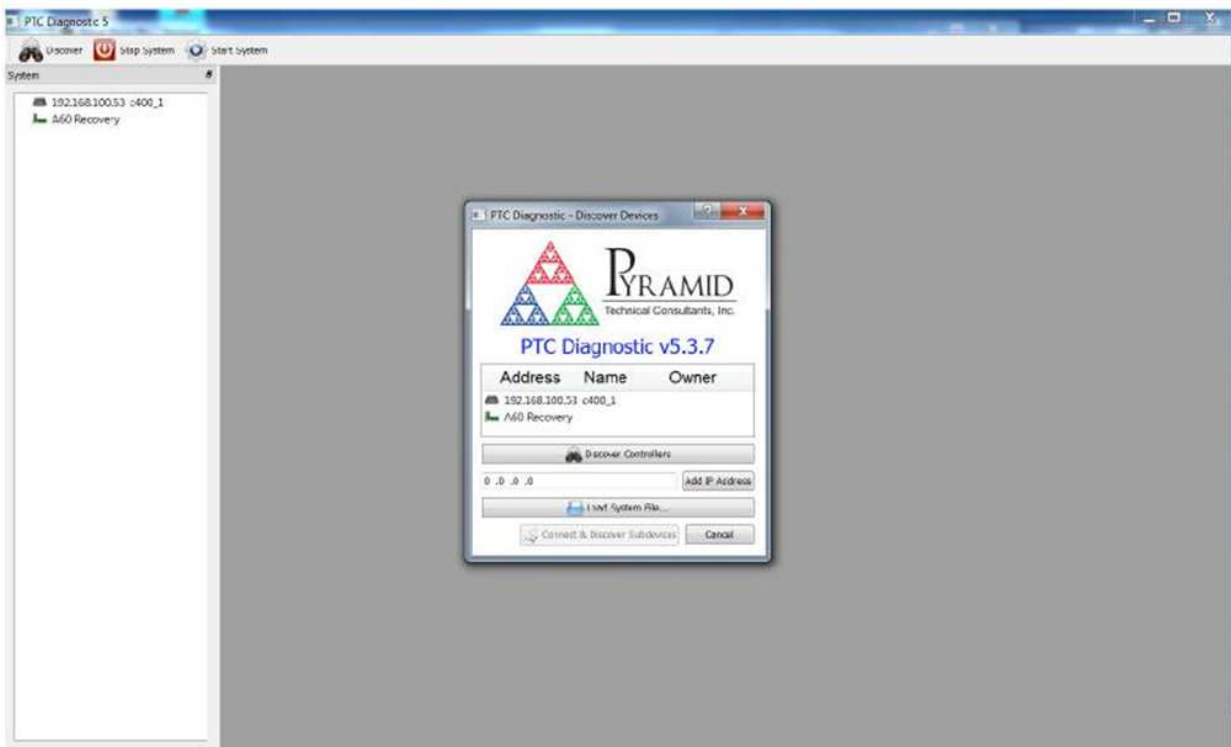 PTC Diagnostic 5
Discover Stop System Start System
System
192.168.100.53 c400_1
A60 Recovery
PTC Diagnostic - Discover Devices
PYRAMID
Technical Consultants, Inc.
PTC Diagnostic v5.3.7
Address Name Owner
192.168.100.53 c400_1
A60 Recovery
Discover Controllers
0 .0 .0 .0 Add IP Address
Load System File...
Connect & Discover Subdevices Cancel